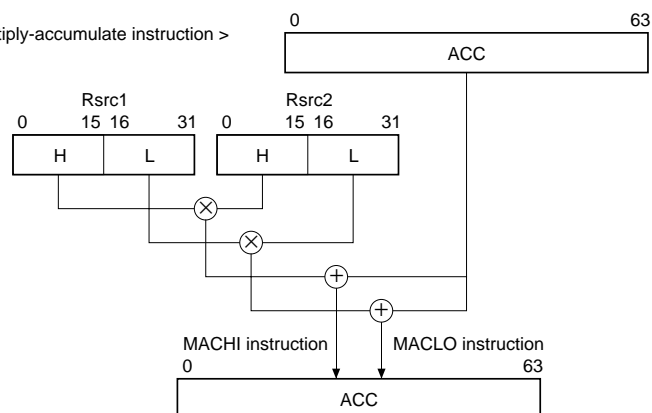 0 63
tiply-accumulate instruction >
ACC
Rsrc1 Rsrc2
0 15 16 31 0 15 16 31
H L H L
×
×
+
+
MACHI instruction MACLO instruction
0 63
ACC